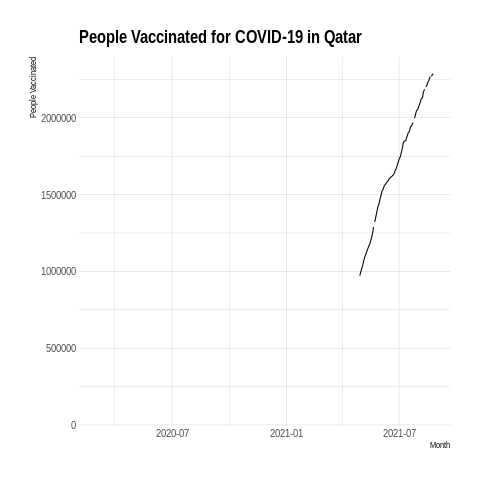 People Vaccinated for COVID-19 in Qatar
People Vaccinated
2000000
1500000
1000000
500000
0
2020-07
2021-01
2021-07
Month